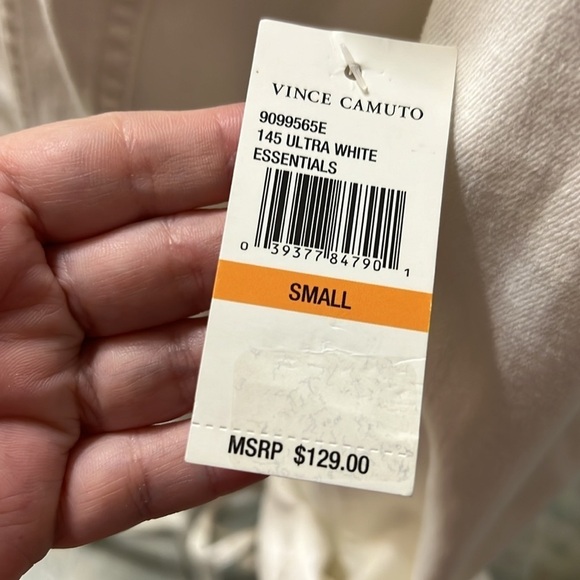 VINCE CAMUTO
9099565E
145 ULTRA WHITE
ESSENTIALS
0 39377 84790 1
SMALL
MSRP $129.00